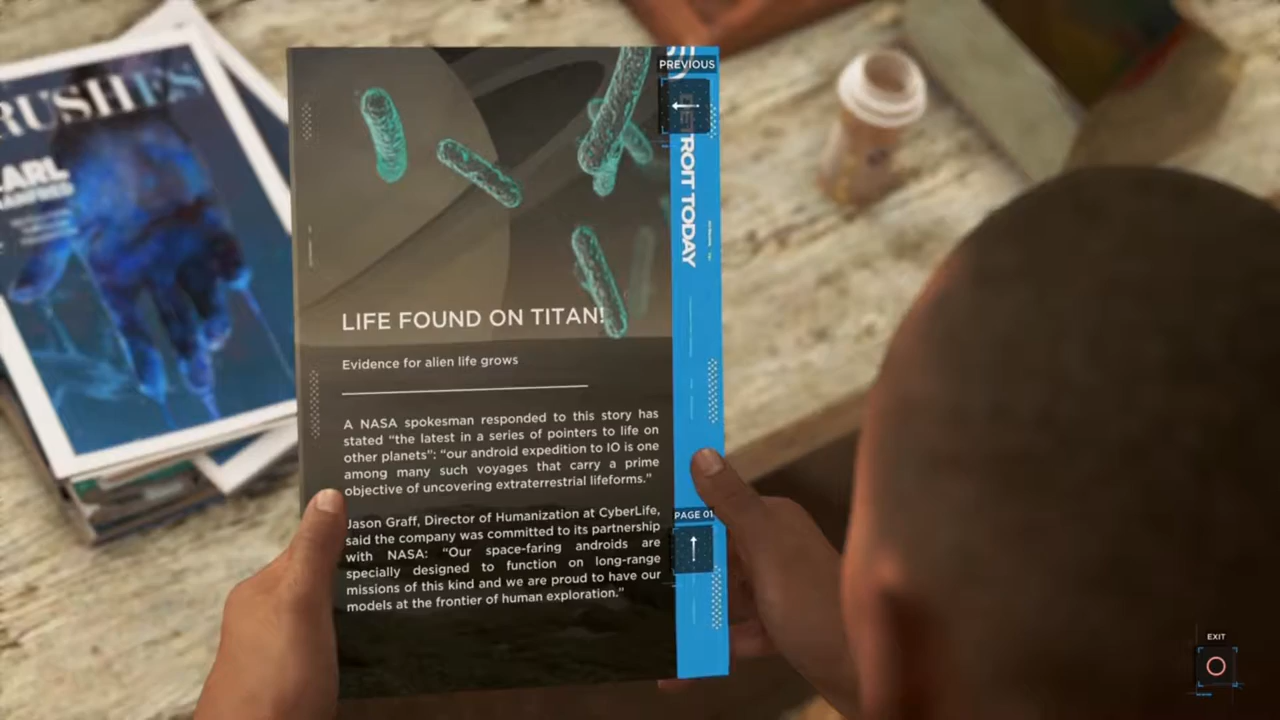 RUSHES
CARL
MANFRED
PREVIOUS
DETROIT TODAY
LIFE FOUND ON TITAN!
Evidence for alien life grows
A NASA spokesman responded to this story has
stated “the latest in a series of pointers to life on
other planets”: “our android expedition to IO is one
among many such voyages that carry a prime
objective of uncovering extraterrestrial lifeforms.”
Jason Graff, Director of Humanization at CyberLife,
said the company was committed to its partnership
with NASA: “Our space-faring androids are
specially designed to function on long-range
missions of this kind and we are proud to have our
models at the frontier of human exploration.”
PAGE 01
EXIT